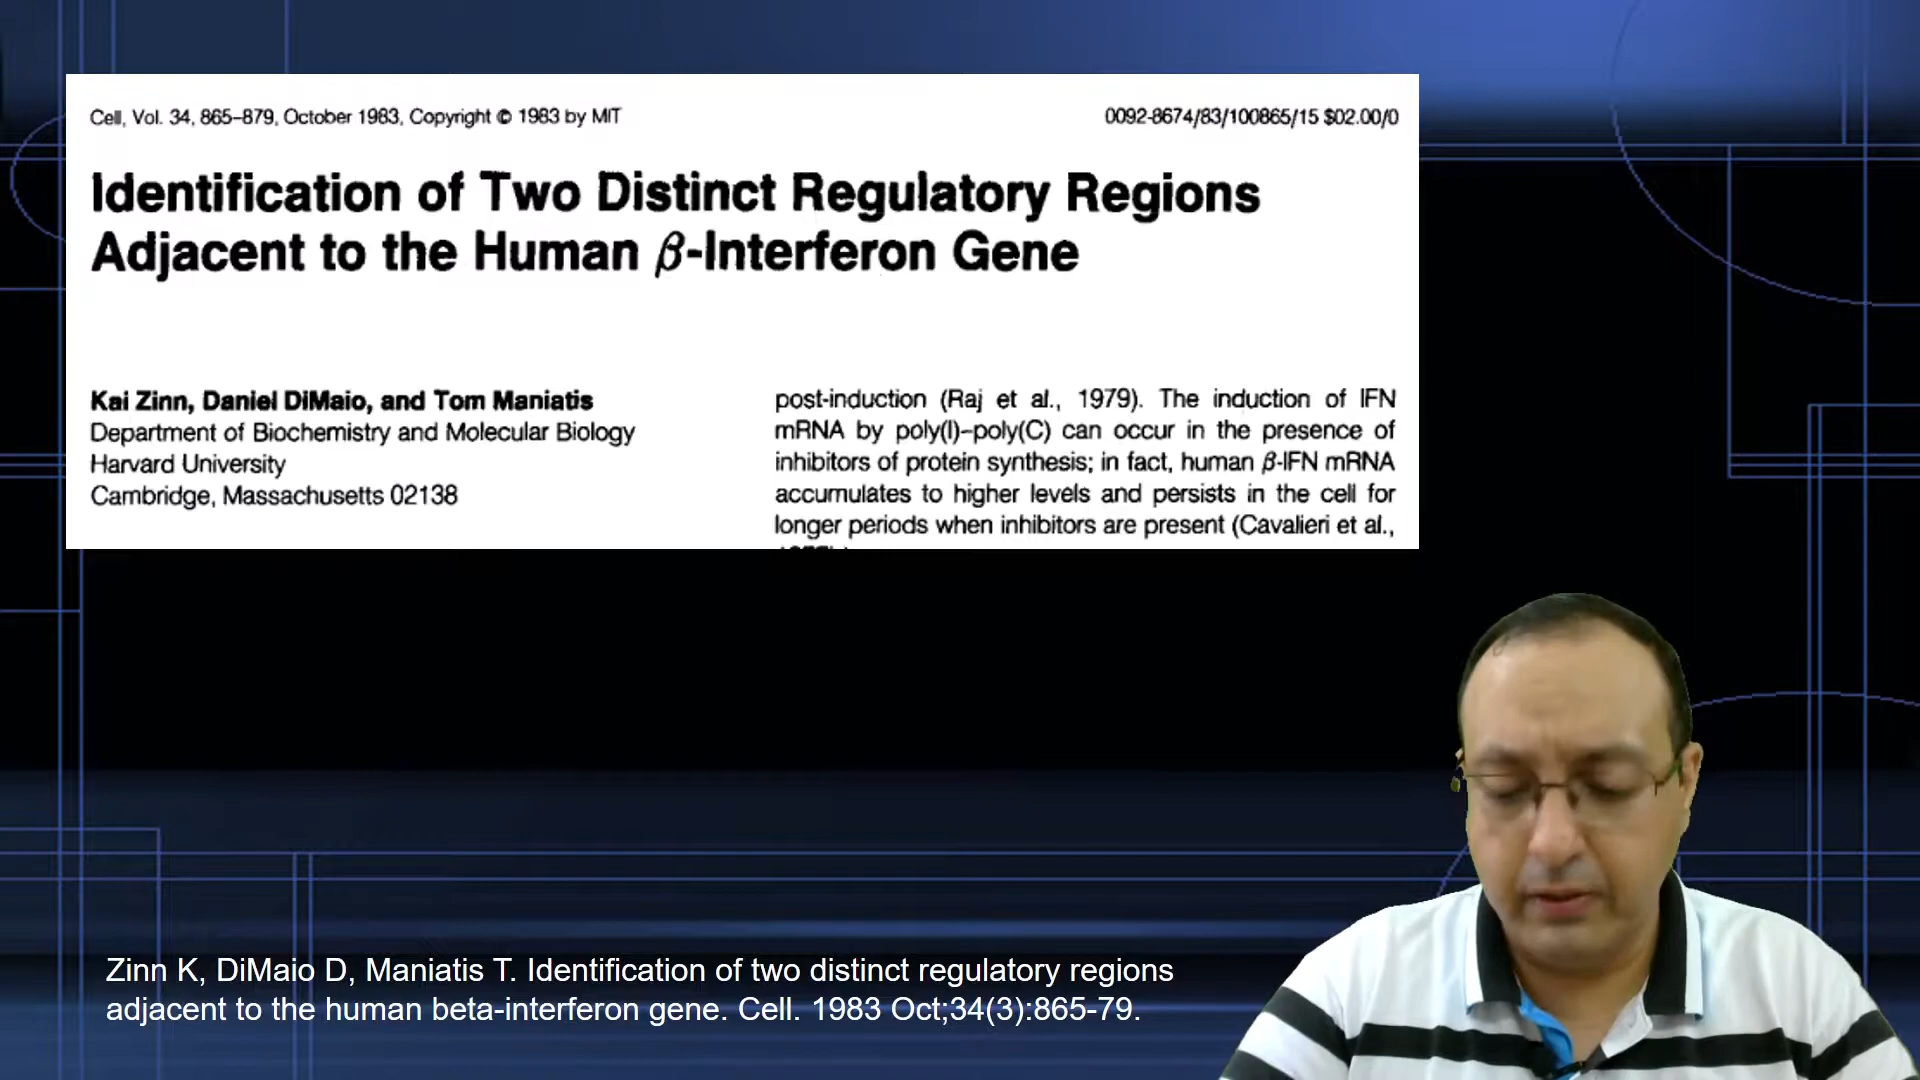 Cell, Vol. 34, 865–879, October 1983, Copyright © 1983 by MIT
0092-8674/83/100865/15 $02.00/0
Identification of Two Distinct Regulatory Regions
Adjacent to the Human β-Interferon Gene
Kai Zinn, Daniel DiMaio, and Tom Maniatis
Department of Biochemistry and Molecular Biology
Harvard University
Cambridge, Massachusetts 02138
post-induction (Raj et al., 1979). The induction of IFN
mRNA by poly(I)–poly(C) can occur in the presence of
inhibitors of protein synthesis; in fact, human β-IFN mRNA
accumulates to higher levels and persists in the cell for
longer periods when inhibitors are present (Cavalieri et al.,
Zinn K, DiMaio D, Maniatis T. Identification of two distinct regulatory regions
adjacent to the human beta-interferon gene. Cell. 1983 Oct;34(3):865-79.